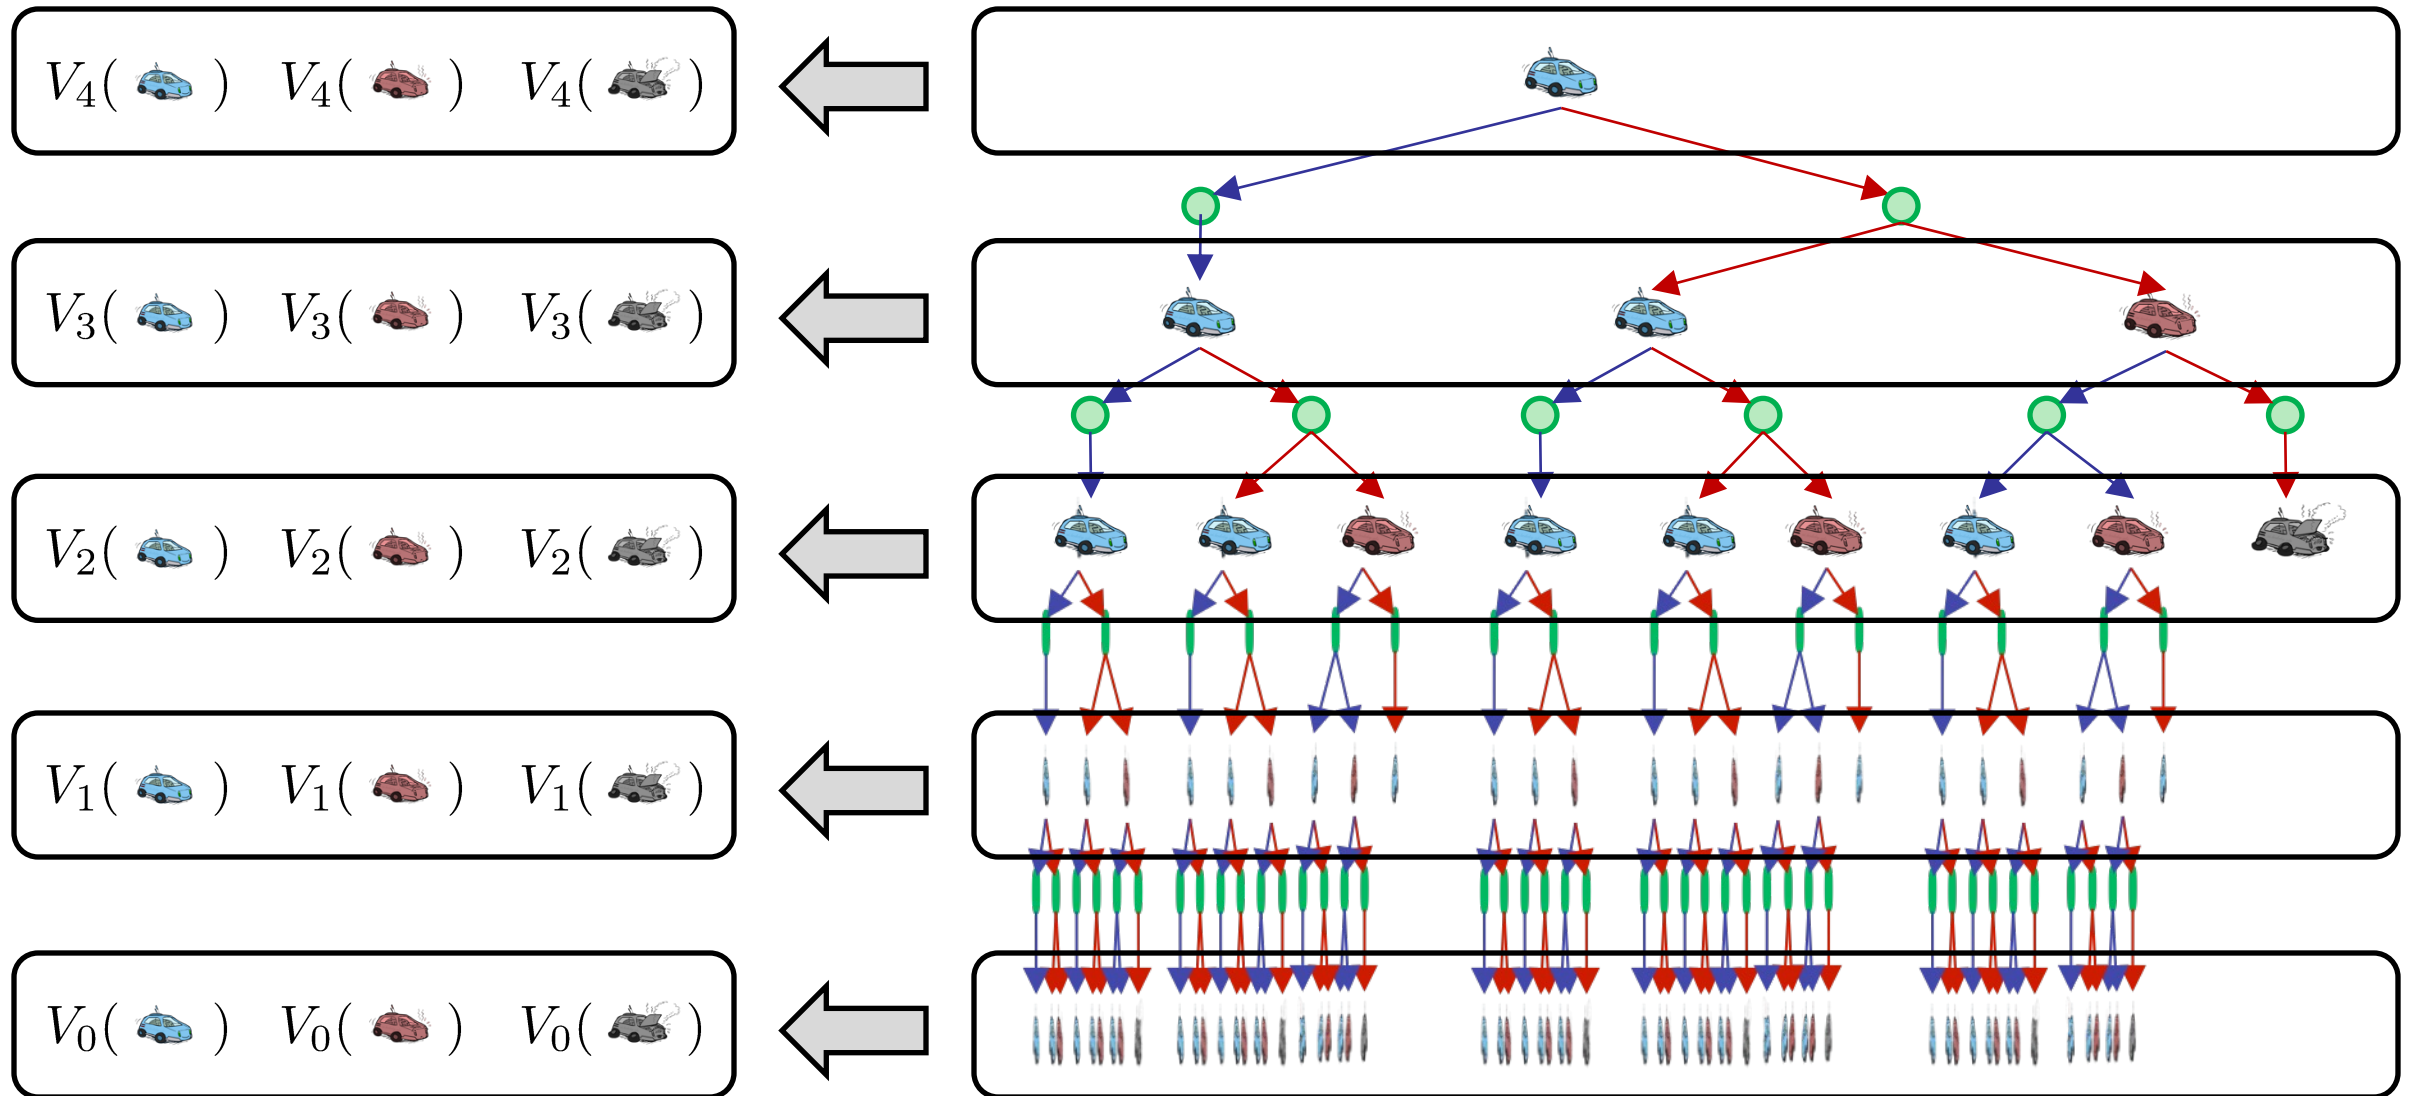 V₄( ) V₄( ) V₄( )
V₃( ) V₃( ) V₃( )
V₂( ) V₂( ) V₂( )
V₁( ) V₁( ) V₁( )
V₀( ) V₀( ) V₀( )